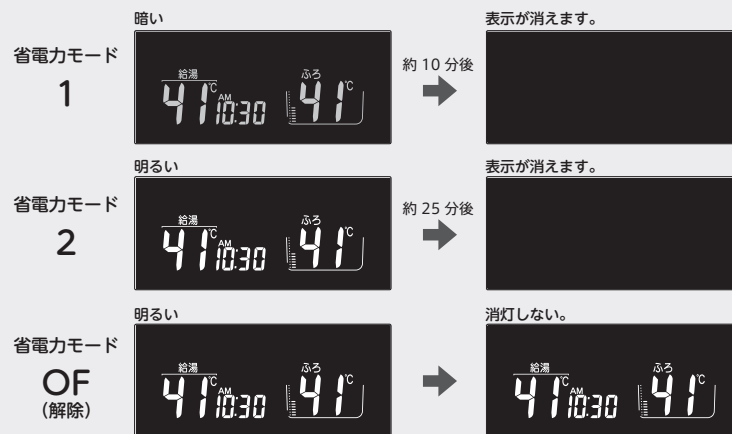 暗い
表示が消えます。
省電力モード
1
給湯
41℃
AM
10:30
ふろ
41℃
約 10 分後
明るい
表示が消えます。
省電力モード
2
給湯
41℃
AM
10:30
ふろ
41℃
約 25 分後
明るい
消灯しない。
省電力モード
OF
(解除)
給湯
41℃
AM
10:30
ふろ
41℃
給湯
41℃
AM
10:30
ふろ
41℃